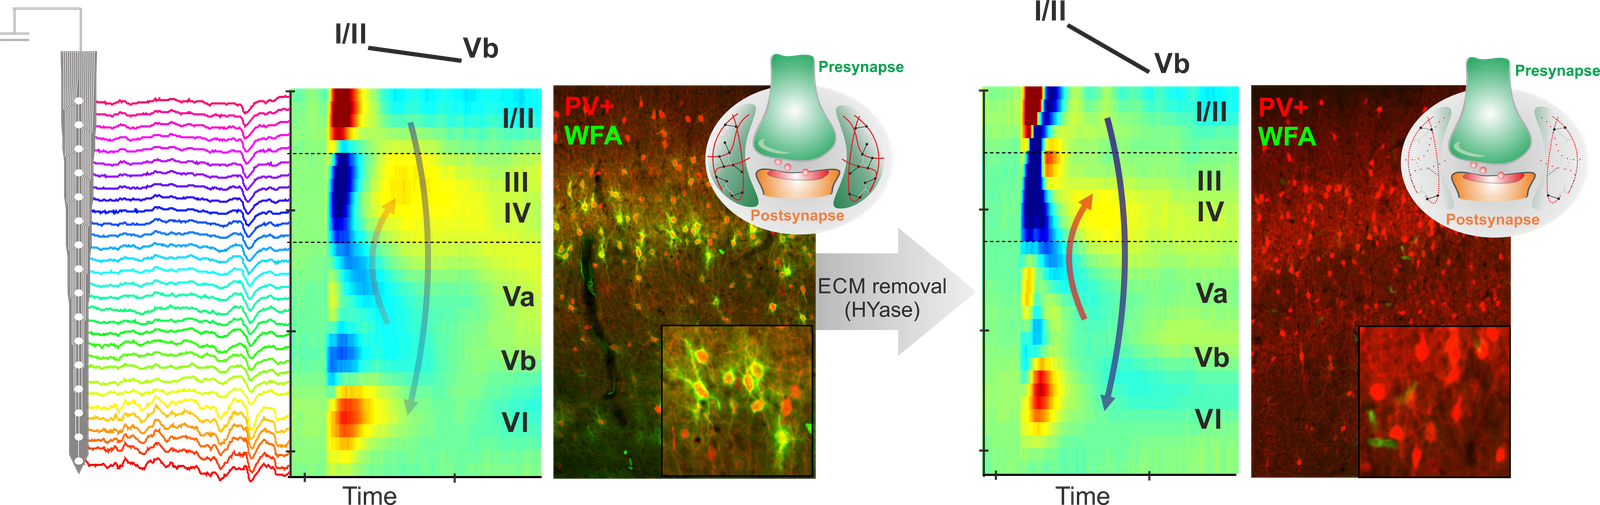 I/II
Vb
I/II
III
IV
Va
Vb
VI
Time
PV+
WFA
Presynapse
Postsynapse
ECM removal
(HYase)
I/II
Vb
I/II
III
IV
Va
Vb
VI
Time
PV+
WFA
Presynapse
Postsynapse